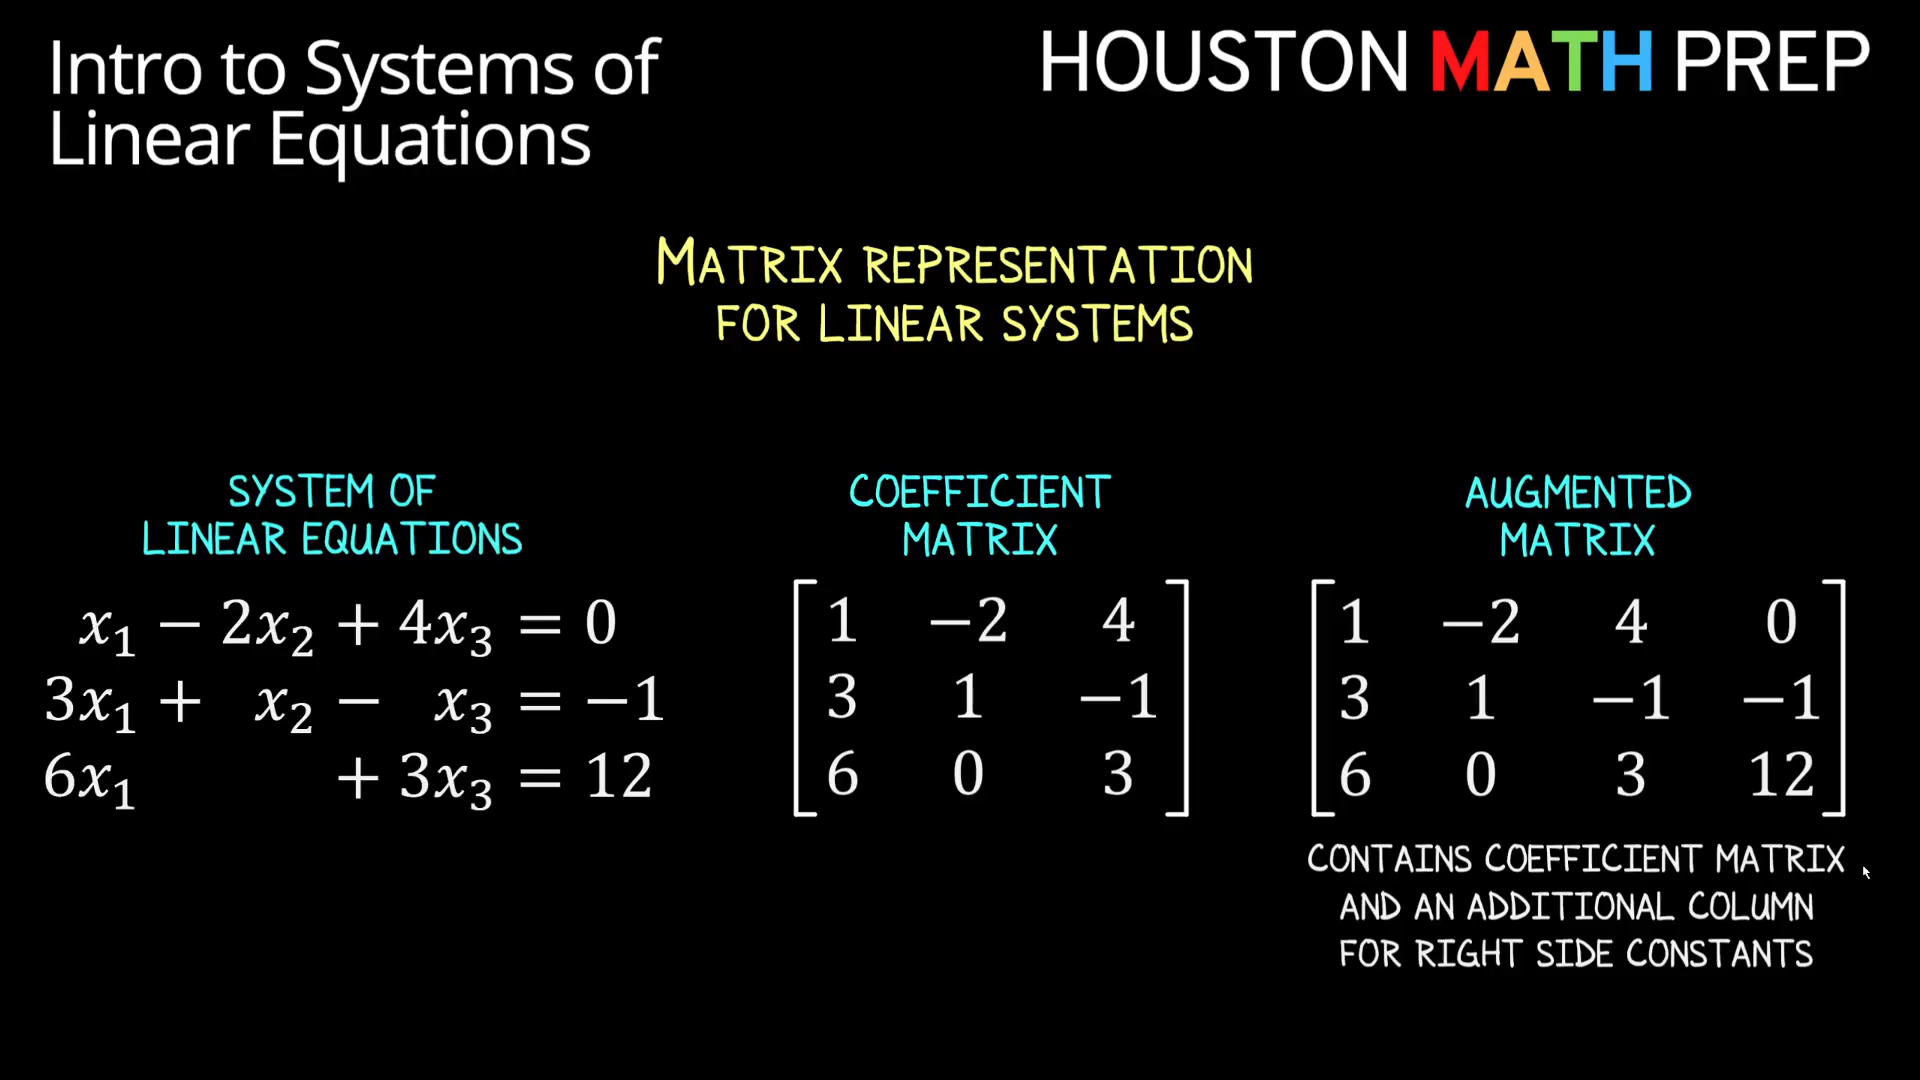 Intro to Systems of
Linear Equations
HOUSTON MATH PREP
MATRIX REPRESENTATION
FOR LINEAR SYSTEMS
SYSTEM OF
LINEAR EQUATIONS
x₁ − 2x₂ + 4x₃ = 0
3x₁ + x₂ − x₃ = −1
6x₁ + 3x₃ = 12
COEFFICIENT
MATRIX
1 −2 4
3 1 −1
6 0 3
AUGMENTED
MATRIX
1 −2 4 0
3 1 −1 −1
6 0 3 12
CONTAINS COEFFICIENT MATRIX
AND AN ADDITIONAL COLUMN
FOR RIGHT SIDE CONSTANTS